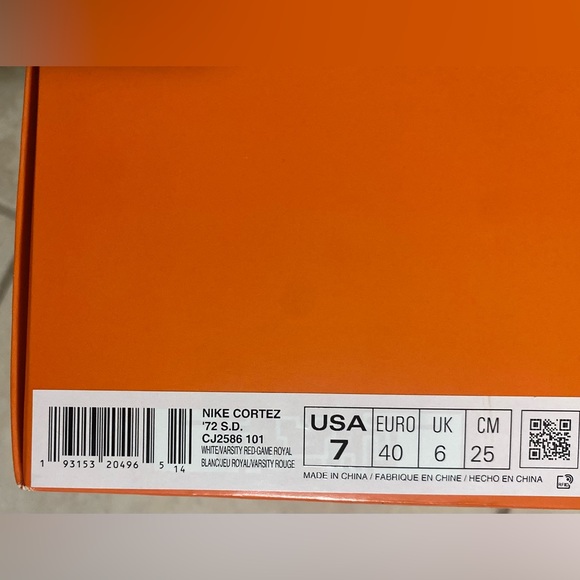 NIKE CORTEZ
'72 S.D.
CJ2586 101
WHITE/VARSITY RED-GAME ROYAL
BLANC/JEU ROYAL/VARSITY ROUGE
1 93153 20496 5 14
USA EURO UK CM
7 40 6 25
MADE IN CHINA / FABRIQUE EN CHINE / HECHO EN CHINA